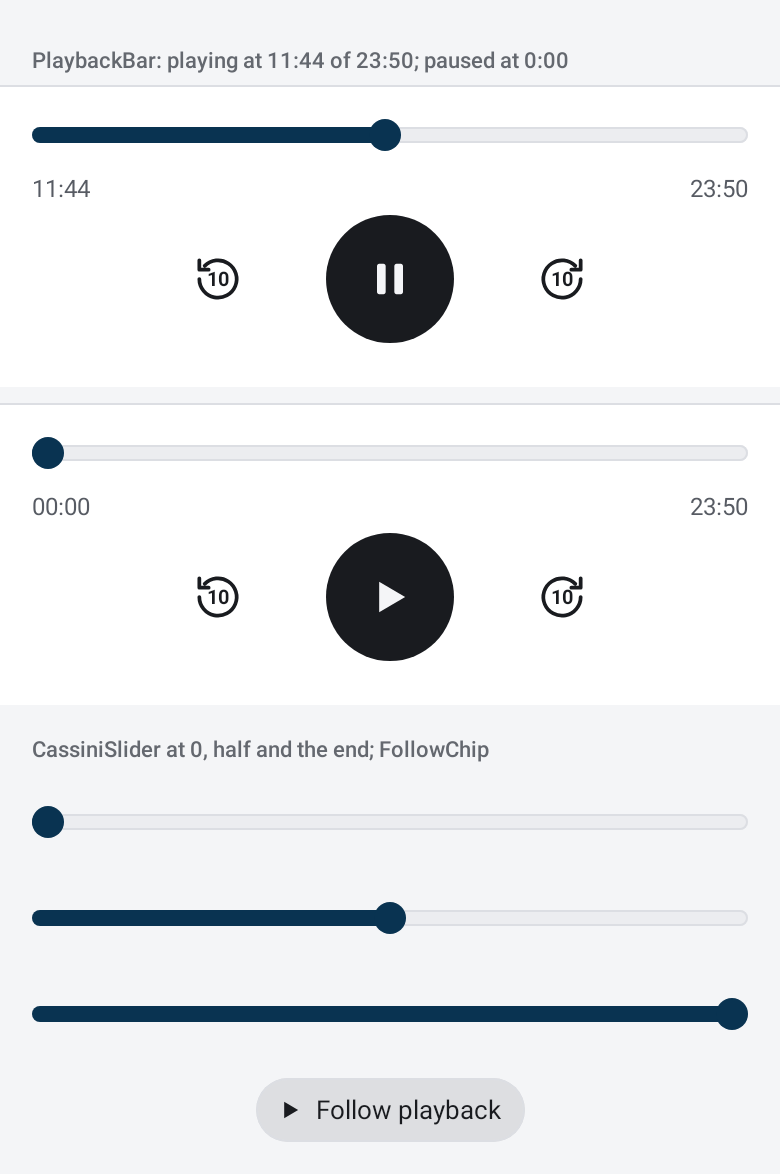 PlaybackBar: playing at 11:44 of 23:50; paused at 0:00
11:44 23:50
10 10
00:00 23:50
10 10
CassiniSlider at 0, half and the end; FollowChip
Follow playback